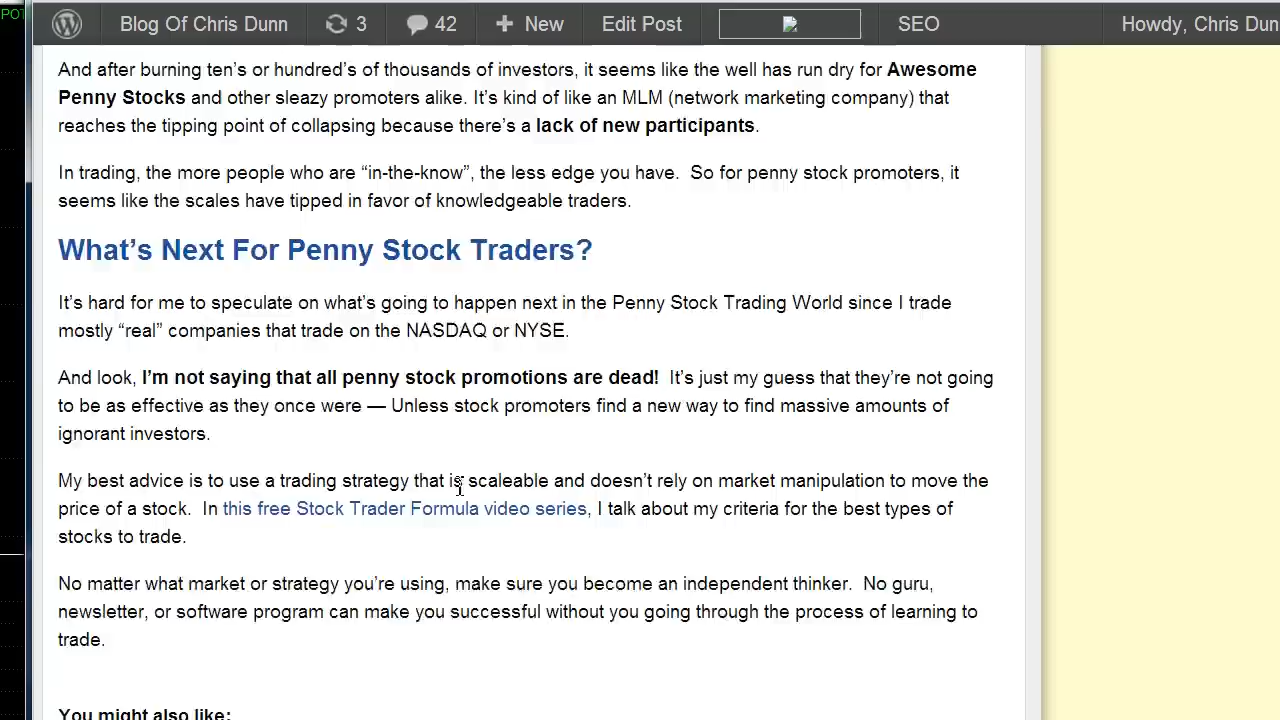 POT
Blog Of Chris Dunn 3 42 New Edit Post SEO Howdy, Chris Dun
And after burning ten’s or hundred’s of thousands of investors, it seems like the well has run dry for Awesome
Penny Stocks and other sleazy promoters alike. It’s kind of like an MLM (network marketing company) that
reaches the tipping point of collapsing because there’s a lack of new participants.
In trading, the more people who are “in-the-know”, the less edge you have.  So for penny stock promoters, it
seems like the scales have tipped in favor of knowledgeable traders.
What’s Next For Penny Stock Traders?
It’s hard for me to speculate on what’s going to happen next in the Penny Stock Trading World since I trade
mostly “real” companies that trade on the NASDAQ or NYSE.
And look, I’m not saying that all penny stock promotions are dead!  It’s just my guess that they’re not going
to be as effective as they once were — Unless stock promoters find a new way to find massive amounts of
ignorant investors.
My best advice is to use a trading strategy that is scaleable and doesn’t rely on market manipulation to move the
price of a stock.  In this free Stock Trader Formula video series, I talk about my criteria for the best types of
stocks to trade.
No matter what market or strategy you’re using, make sure you become an independent thinker.  No guru,
newsletter, or software program can make you successful without you going through the process of learning to
trade.
You might also like: